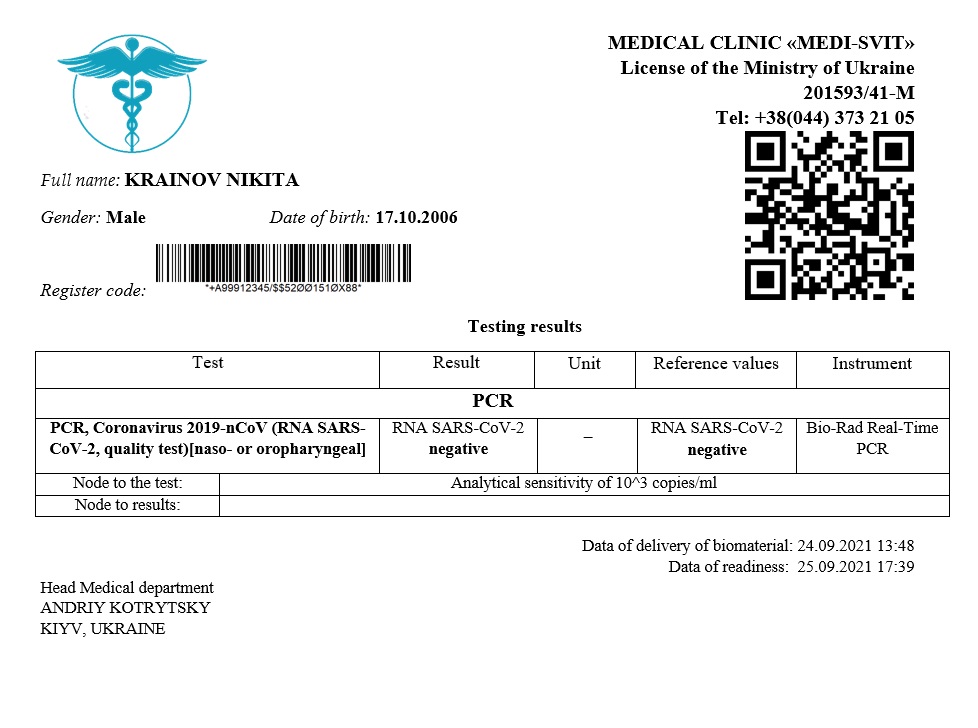 MEDICAL CLINIC «MEDI-SVIT»
License of the Ministry of Ukraine
201593/41-M
Tel: +38(044) 373 21 05
Full name: KRAINOV NIKITA
Gender: Male Date of birth: 17.10.2006
Register code: *+A99912345/$$52ØØ151ØX88*
Testing results
Test Result Unit Reference values Instrument
PCR
PCR, Coronavirus 2019-nCoV (RNA SARS- RNA SARS-CoV-2 – RNA SARS-CoV-2 Bio-Rad Real-Time
CoV-2, quality test)[naso- or oropharyngeal] negative negative PCR
Node to the test: Analytical sensitivity of 10^3 copies/ml
Node to results:
Data of delivery of biomaterial: 24.09.2021 13:48
Data of readiness: 25.09.2021 17:39
Head Medical department
ANDRIY KOTRYTSKY
KIYV, UKRAINE